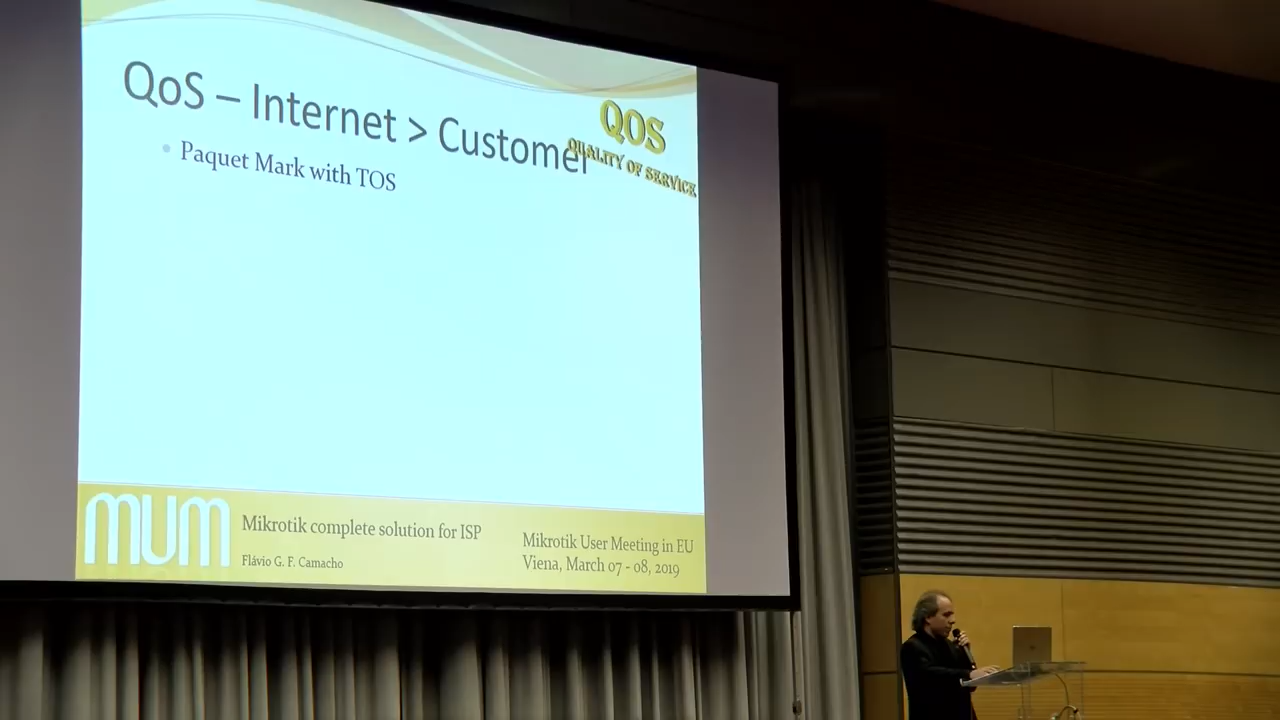 QoS – Internet > Customer
QOS
QUALITY OF SERVICE
Paquet Mark with TOS
mum
Mikrotik complete solution for ISP
Flávio G. F. Camacho
Mikrotik User Meeting in EU
Viena, March 07 - 08, 2019